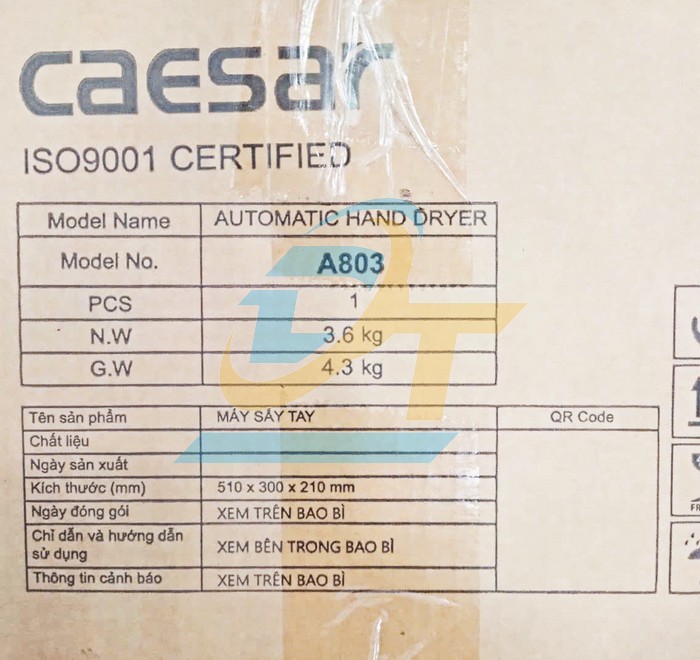 caesar
ISO9001 CERTIFIED
Model Name AUTOMATIC HAND DRYER
Model No. A803
PCS 1
N.W 3.6 kg
G.W 4.3 kg
Tên sản phẩm MÁY SẤY TAY QR Code
Chất liệu
Ngày sản xuất
Kích thước (mm) 510 x 300 x 210 mm
Ngày đóng gói XEM TRÊN BAO BÌ
Chỉ dẫn và hướng dẫn
sử dụng XEM BÊN TRONG BAO BÌ
Thông tin cảnh báo XEM TRÊN BAO BÌ
FR
DT